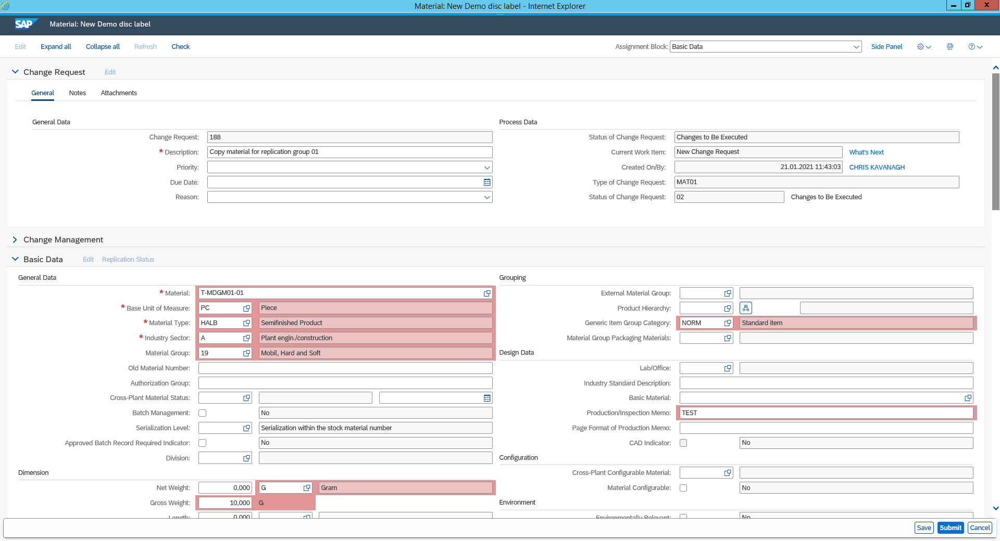 Material: New Demo disc label - Internet Explorer
SAP Material: New Demo disc label
Edit Expand all Collapse all Refresh Check Assignment Block: Basic Data Side Panel
Change Request Edit
General Notes Attachments
General Data
Change Request: 188
* Description: Copy material for replication group 01
Priority:
Due Date:
Reason:
Process Data
Status of Change Request: Changes to Be Executed
Current Work Item: New Change Request What's Next
Created On/By: 21.01.2021 11:43:03 CHRIS KAVANAGH
Type of Change Request: MAT01
Status of Change Request: 02 Changes to Be Executed
Change Management
Basic Data Edit Replication Status
General Data
* Material: T-MDGM01-01
* Base Unit of Measure: PC Piece
* Material Type: HALB Semifinished Product
* Industry Sector: A Plant engin./construction
Material Group: 19 Mobil, Hard and Soft
Old Material Number:
Authorization Group:
Cross-Plant Material Status:
Batch Management: No
Serialization Level: Serialization within the stock material number
Approved Batch Record Required Indicator: No
Division:
Dimension
Net Weight: 0,000 G Gram
Gross Weight: 10,000 G
Length: 0,000
Grouping
External Material Group:
Product Hierarchy:
Generic Item Group Category: NORM Standard item
Material Group Packaging Materials:
Design Data
Lab/Office:
Industry Standard Description:
Basic Material:
Production/Inspection Memo: TEST
Page Format of Production Memo:
CAD Indicator: No
Configuration
Cross-Plant Configurable Material:
Material Configurable: No
Environment
Environmentally Relevant: No
Save Submit Cancel